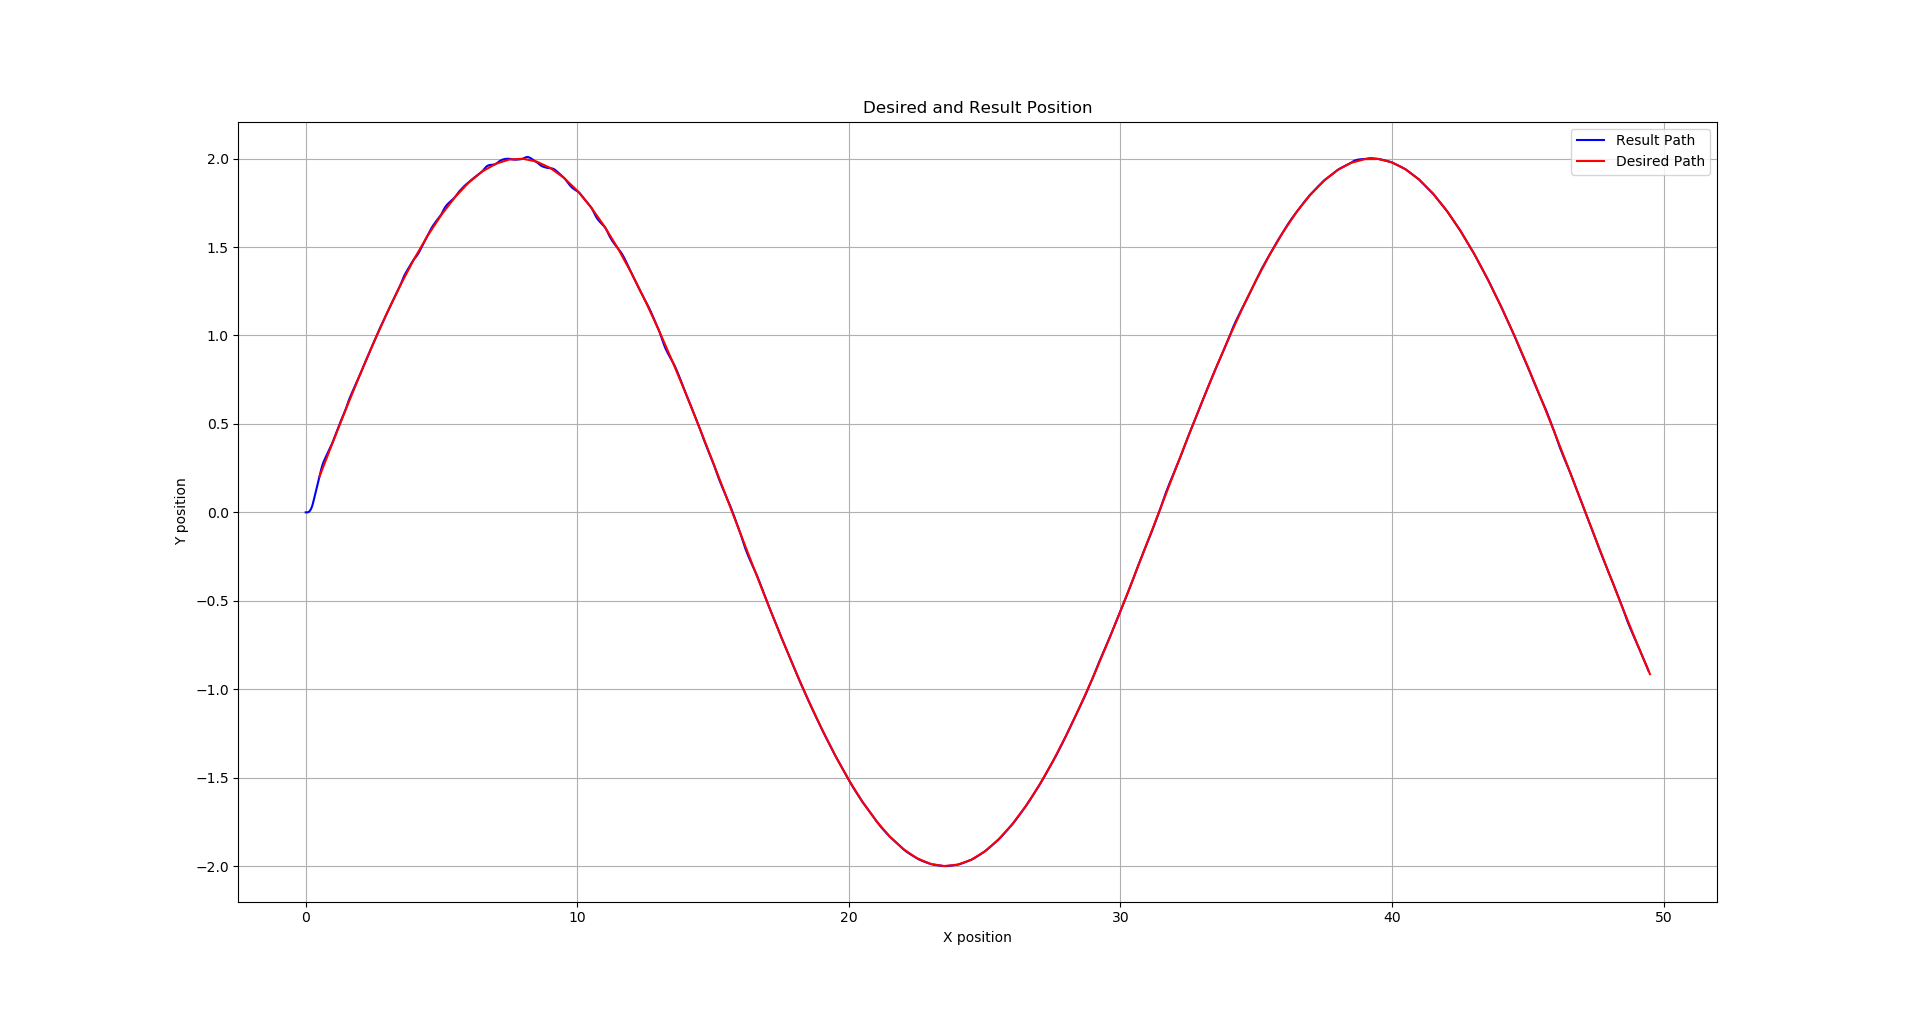 Desired and Result Position
Result Path
Desired Path
2.0
1.5
1.0
0.5
0.0
−0.5
−1.0
−1.5
−2.0
Y position
0 10 20 30 40 50
X position